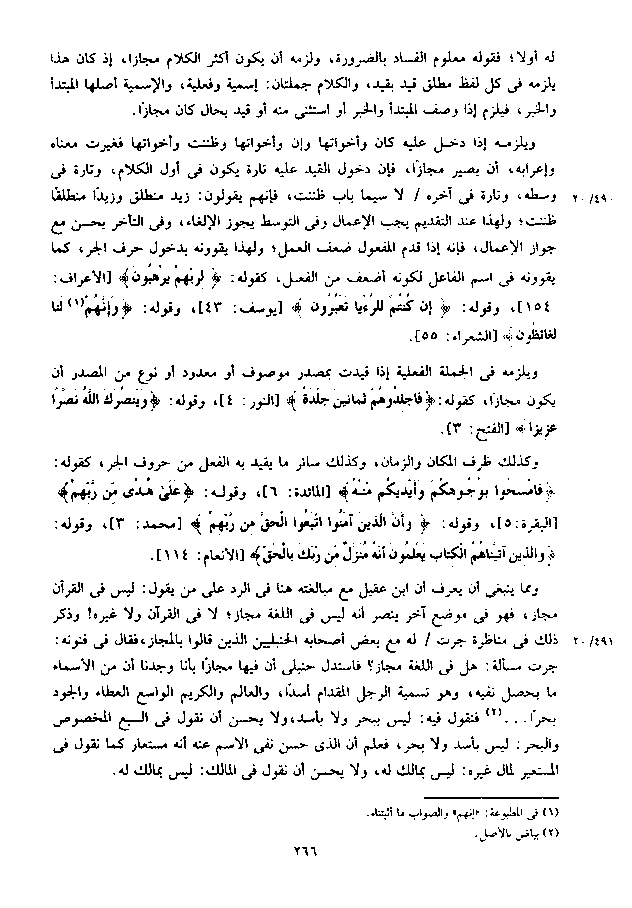 له أولا؛ فقوله معلوم الفساد بالضرورة، ولزمه أن يكون أكثر الكلام مجازا، إذ كان هذا
يلزمه فى كل لفظ مطلق قيد بقيد، والكلام جملتان: إسمية وفعلية، والإسمية أصلها المبتدأ
والخبر، فيلزم إذا وصف المبتدأ والخبر أو استثنى منه أو قيد بحال كان مجازًا.
ويلزمه إذا دخل عليه كان وأخواتها وإن وأخواتها وظننت وأخواتها فغيرت معناه
وإعرابه، أن يصير مجازًا، فإن دخول القيد عليه تارة يكون فى أول الكلام، وتارة فى
وسطه، وتارة فى آخره / لا سيما باب ظننت، فإنهم يقولون: زيد منطلق وزيدًا منطلقًا
٢٠/٤٩٠
ظننت؛ ولهذا عند التقديم يجب الإعمال وفى التوسط يجوز الإلغاء، وفى التأخر يحسن مع
جواز الإعمال، فإنه إذا قدم المفعول ضعف العمل؛ ولهذا يقوونه بدخول حرف الجر، كما
يقوونه فى اسم الفاعل لكونه أضعف من الفعل، كقوله: ﴿ لِرَبِّهِمْ يَرْهَبُونَ﴾ [الأعراف:
١٥٤]، وقوله: ﴿ إِن كُنتُمْ لِلرُّءْيَا تَعْبُرُونَ ﴾ [يوسف: ٤٣]، وقوله: ﴿ وَإِنَّهُمْ(١) لنا
لغائظون﴾ [الشعراء: ٥٥].
ويلزمه فى الجملة الفعلية إذا قيدت بمصدر موصوف أو معدود أو نوع من المصدر أن
يكون مجازًا، كقوله: ﴿فَاجْلِدُوهُمْ ثَمَانِينَ جَلْدَةً ﴾ [النور: ٤]، وقوله: ﴿وَيَنصُرَكَ اللَّهُ نَصْرًا
عَزِيزًا﴾ [الفتح: ٣].
وكذلك ظرف المكان والزمان، وكذلك سائر ما يقيد به الفعل من حروف الجر، كقوله:
﴿فَامْسَحُوا بِوُجُوهِكُمْ وَأَيْدِيكُم مِّنْهُ﴾ [المائدة: ٦]، وقوله: ﴿عَلَىٰ هُدًى مِّن رَّبِّهِمْ﴾
[البقرة: ٥]، وقوله: ﴿ وَأَنَّ الَّذِينَ آمَنُوا اتَّبَعُوا الْحَقَّ مِن رَّبِّهِمْ ﴾ [محمد: ٣]، وقوله:
﴿ وَالَّذِينَ آتَيْنَاهُمُ الْكِتَابَ يَعْلَمُونَ أَنَّهُ مُنَزَّلٌ مِّن رَّبِّكَ بِالْحَقِّ﴾ [الأنعام: ١١٤].
ومما ينبغى أن يعرف أن ابن عقيل مع مبالغته هنا فى الرد على من يقول: ليس فى القرآن
مجاز، فهو فى موضع آخر ينصر أنه ليس فى اللغة مجاز؛ لا فى القرآن ولا غيره! وذكر
ذلك فى مناظرة جرت / له مع بعض أصحابه الحنبليين الذين قالوا بالمجاز، فقال فى فنونه:
٢٠/٤٩١
جرت مسألة: هل فى اللغة مجاز؟ فاستدل حنبلى أن فيها مجازًا بأنا وجدنا أن من الأسماء
ما يحصل نفيه، وهو تسمية الرجل المقدام أسدًا، والعالم والكريم الواسع العطاء والجود
بحرًا. . .(٢) فنقول فيه: ليس ببحر ولا بأسد، ولا يحسن أن نقول فى السبع المخصوص
والبحر: ليس بأسد ولا بحر، فعلم أن الذى حسن نفى الاسم عنه أنه مستعار كما نقول فى
المستعير لمال غيره: ليس بمالك له، ولا يحسن أن نقول فى المالك: ليس بمالك له.
(١) فى المطبوعة: «إنهم» والصواب ما أثبتناه.
(٢) بياض بالأصل.
٢٦٦